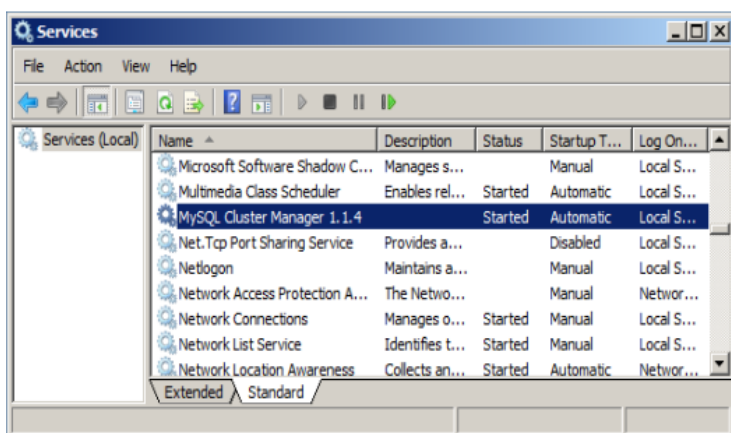 Services
File Action View Help
Services (Local)
Name Description Status Startup T... Log On...
Microsoft Software Shadow C... Manages s... Manual Local S...
Multimedia Class Scheduler Enables rel... Started Automatic Local S...
MySQL Cluster Manager 1.1.4 Started Automatic Local S...
Net.Tcp Port Sharing Service Provides a... Disabled Local S...
Netlogon Maintains a... Manual Local S...
Network Access Protection A... The Netwo... Manual Networ...
Network Connections Manages o... Started Manual Local S...
Network List Service Identifies t... Started Manual Local S...
Network Location Awareness Collects an... Started Automatic Networ...
Extended Standard